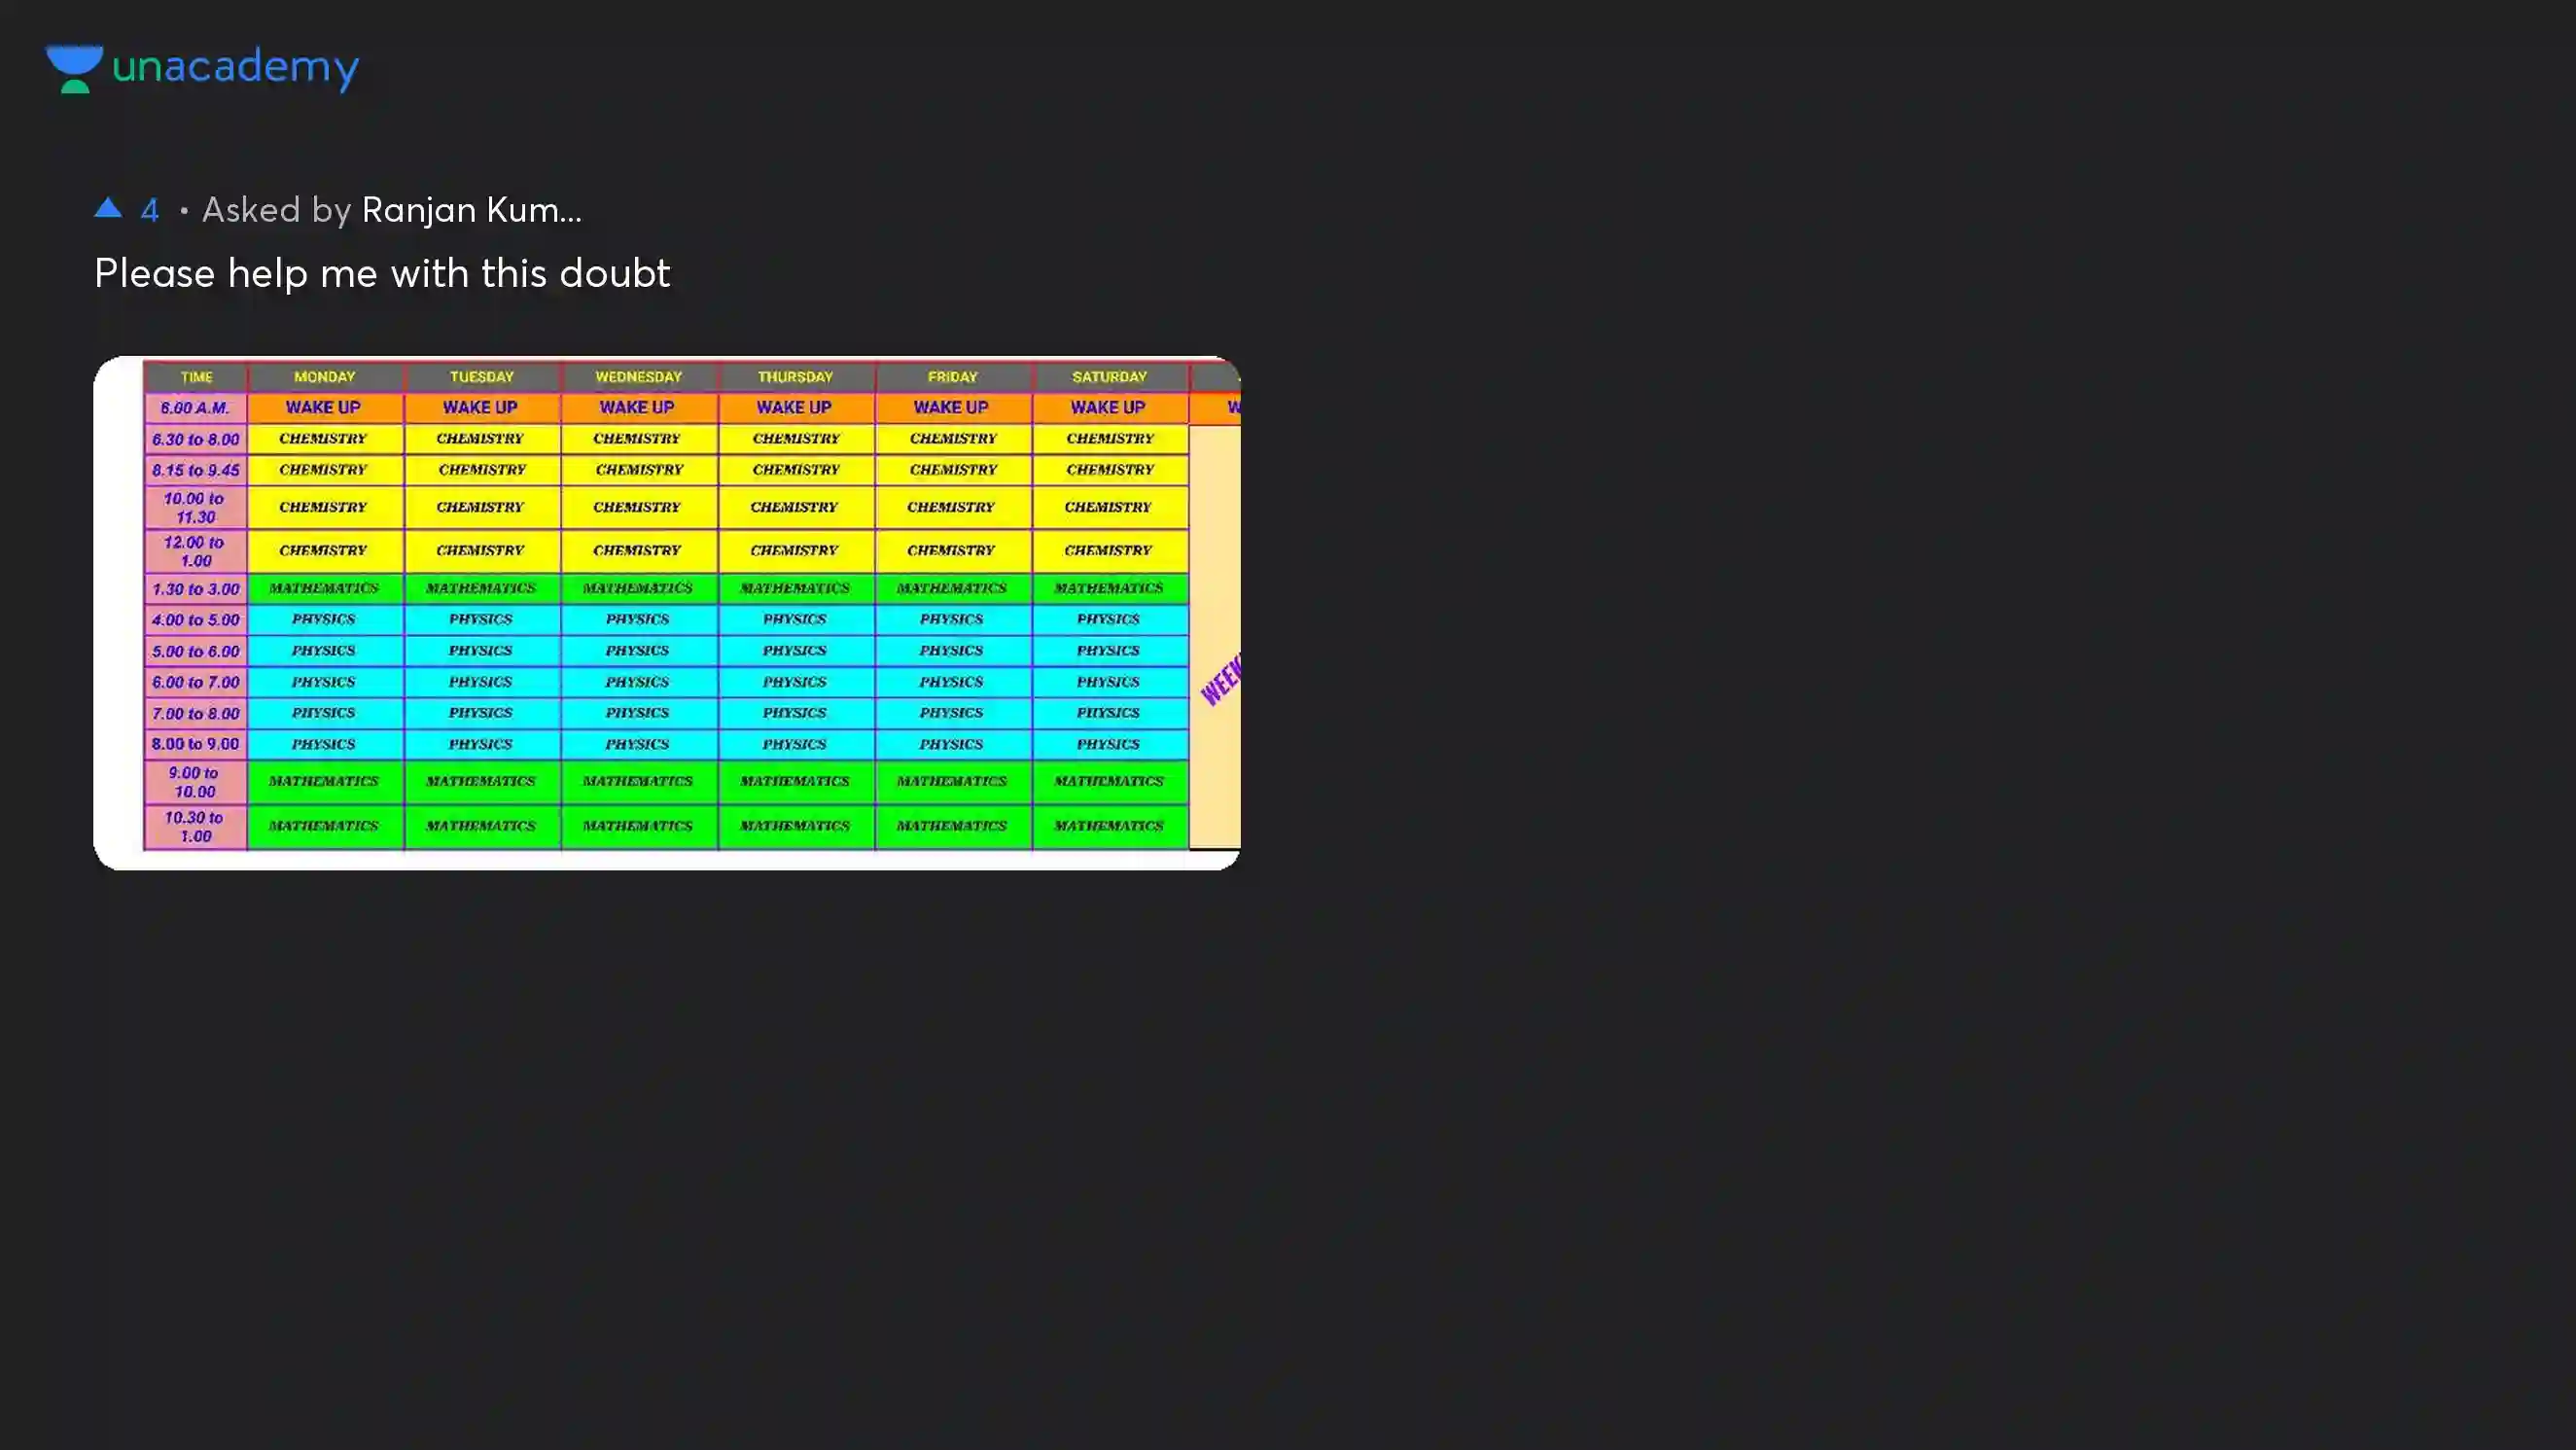 unacademy
4 • Asked by Ranjan Kum...
Please help me with this doubt
TIME MONDAY TUESDAY WEDNESDAY THURSDAY FRIDAY SATURDAY
6.00 A.M. WAKE UP WAKE UP WAKE UP WAKE UP WAKE UP WAKE UP
6.30 to 8.00 CHEMISTRY CHEMISTRY CHEMISTRY CHEMISTRY CHEMISTRY CHEMISTRY
8.15 to 9.45 CHEMISTRY CHEMISTRY CHEMISTRY CHEMISTRY CHEMISTRY CHEMISTRY
10.00 to
11.30 CHEMISTRY CHEMISTRY CHEMISTRY CHEMISTRY CHEMISTRY CHEMISTRY
12.00 to
1.00 CHEMISTRY CHEMISTRY CHEMISTRY CHEMISTRY CHEMISTRY CHEMISTRY
1.30 to 3.00 MATHEMATICS MATHEMATICS MATHEMATICS MATHEMATICS MATHEMATICS MATHEMATICS
4.00 to 5.00 PHYSICS PHYSICS PHYSICS PHYSICS PHYSICS PHYSICS
5.00 to 6.00 PHYSICS PHYSICS PHYSICS PHYSICS PHYSICS PHYSICS
6.00 to 7.00 PHYSICS PHYSICS PHYSICS PHYSICS PHYSICS PHYSICS
7.00 to 8.00 PHYSICS PHYSICS PHYSICS PHYSICS PHYSICS PHYSICS
8.00 to 9.00 PHYSICS PHYSICS PHYSICS PHYSICS PHYSICS PHYSICS
9.00 to
10.00 MATHEMATICS MATHEMATICS MATHEMATICS MATHEMATICS MATHEMATICS MATHEMATICS
10.30 to
1.00 MATHEMATICS MATHEMATICS MATHEMATICS MATHEMATICS MATHEMATICS MATHEMATICS